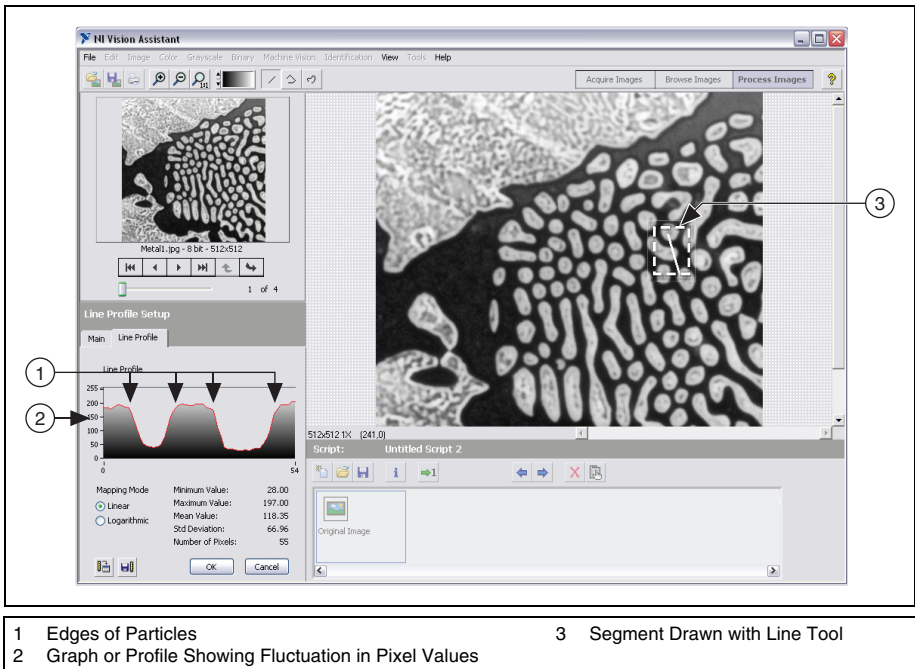 NI Vision Assistant
File Edit Image Color Grayscale Binary Machine Vision Identification View Tools Help
1:1
Acquire Images Browse Images Process Images
Metal1.jpg - 8 bit - 512x512
1 of 4
3
Line Profile Setup
Main Line Profile
1
Line Profile
2
255
200
150
100
50
0
0 54
512x512 1X (241,0)
Script: Untitled Script 2
1
Original Image
Mapping Mode
Linear
Logarithmic
Minimum Value: 28.00
Maximum Value: 197.00
Mean Value: 118.35
Std Deviation: 66.96
Number of Pixels: 55
OK Cancel
1 Edges of Particles
2 Graph or Profile Showing Fluctuation in Pixel Values
3 Segment Drawn with Line Tool